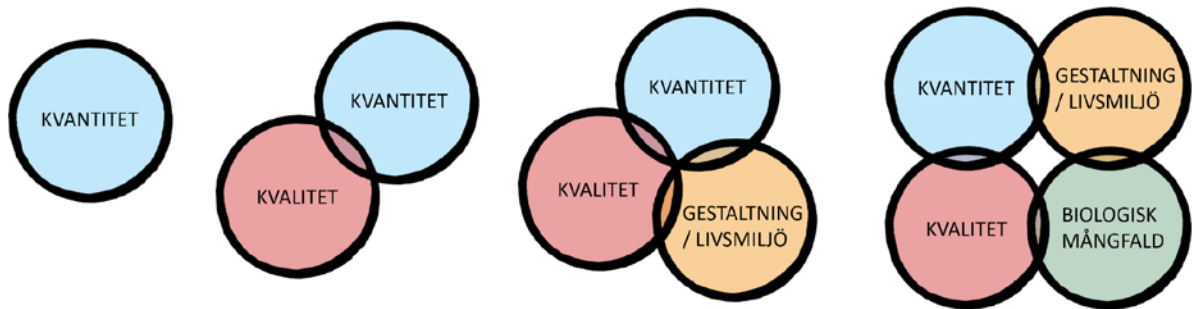 KVANTITET
KVANTITET
KVALITET
KVANTITET
KVALITET
GESTALTNING
/ LIVSMILJÖ
KVANTITET
GESTALTNING
/ LIVSMILJÖ
KVALITET
BIOLOGISK
MÅNGFALD